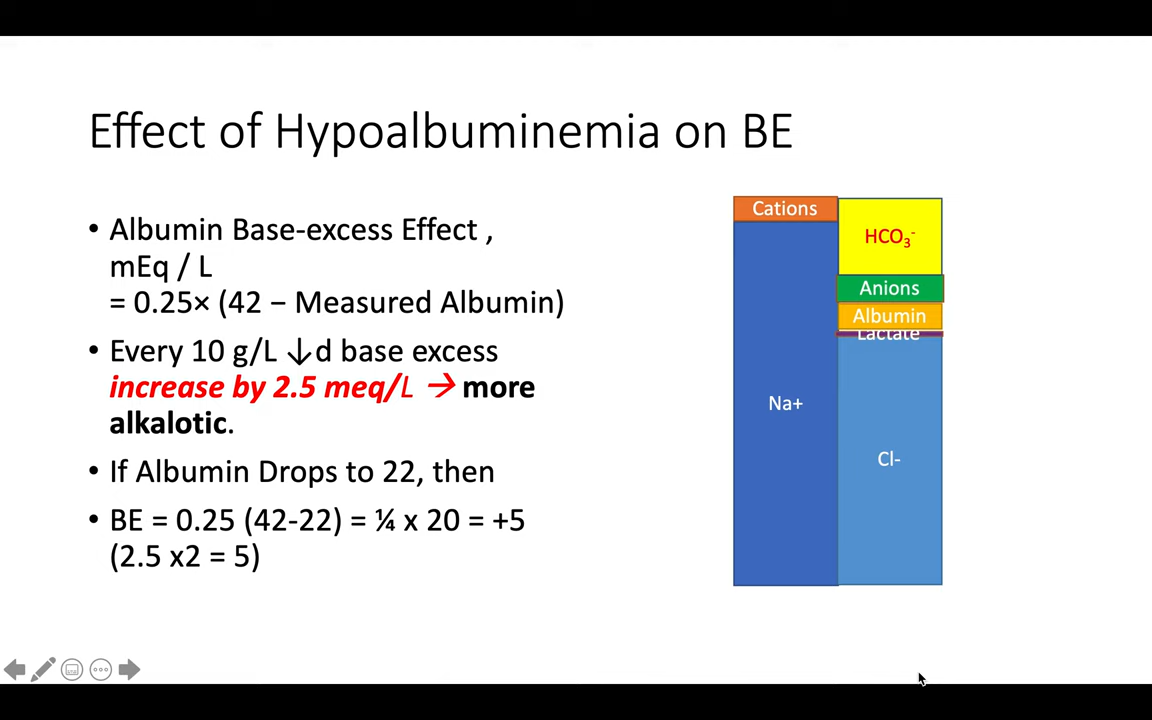 Effect of Hypoalbuminemia on BE
• Albumin Base-excess Effect ,
mEq / L
= 0.25× (42 − Measured Albumin)
• Every 10 g/L ↓d base excess
increase by 2.5 meq/L → more
alkalotic.
• If Albumin Drops to 22, then
• BE = 0.25 (42-22) = ¼ x 20 = +5
(2.5 x2 = 5)
Cations
Na+
HCO₃⁻
Anions
Albumin
Lactate
Cl-